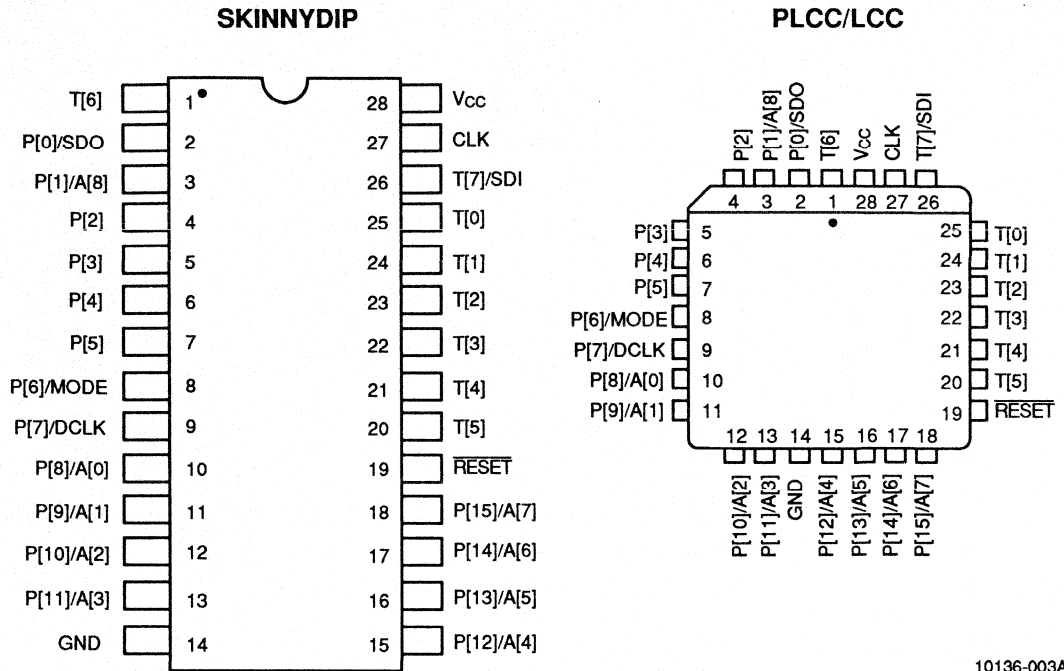 SKINNYDIP
T[6] 1 28 Vcc
P[0]/SDO 2 27 CLK
P[1]/A[8] 3 26 T[7]/SDI
P[2] 4 25 T[0]
P[3] 5 24 T[1]
P[4] 6 23 T[2]
P[5] 7 22 T[3]
P[6]/MODE 8 21 T[4]
P[7]/DCLK 9 20 T[5]
P[8]/A[0] 10 19 RESET
P[9]/A[1] 11 18 P[15]/A[7]
P[10]/A[2] 12 17 P[14]/A[6]
P[11]/A[3] 13 16 P[13]/A[5]
GND 14 15 P[12]/A[4]
PLCC/LCC
P[2] P[1]/A[8] P[0]/SDO T[6] Vcc CLK T[7]/SDI
4 3 2 1 28 27 26
P[3] 5 25 T[0]
P[4] 6 24 T[1]
P[5] 7 23 T[2]
P[6]/MODE 8 22 T[3]
P[7]/DCLK 9 21 T[4]
P[8]/A[0] 10 20 T[5]
P[9]/A[1] 11 19 RESET
12 13 14 15 16 17 18
P[10]/A[2] P[11]/A[3] GND P[12]/A[4] P[13]/A[5] P[14]/A[6] P[15]/A[7]
10136-003A